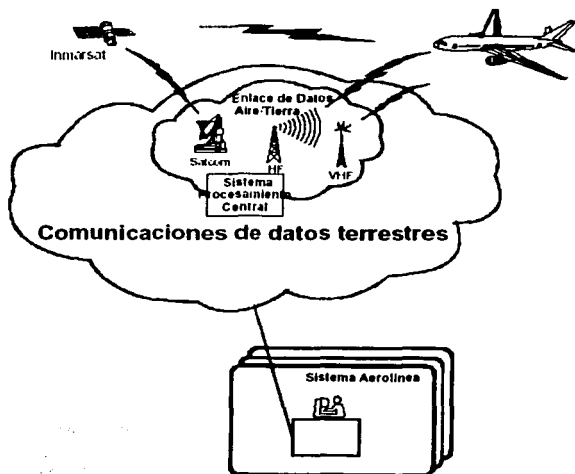 Inmarsat
Enlace de Datos
Aire-Tierra
Satcom
HF
VHF
Sistema
Procesamiento
Central
Comunicaciones de datos terrestres
Sistema Aerolinea